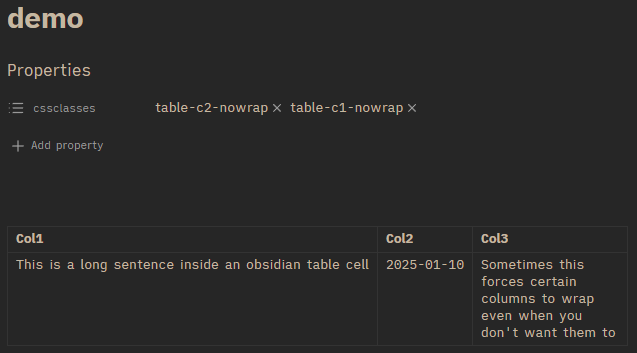 demo
Properties
cssclasses table-c2-nowrap × table-c1-nowrap ×
+ Add property
Col1 Col2 Col3
This is a long sentence inside an obsidian table cell 2025-01-10 Sometimes this
forces certain
columns to wrap
even when you
don't want them to